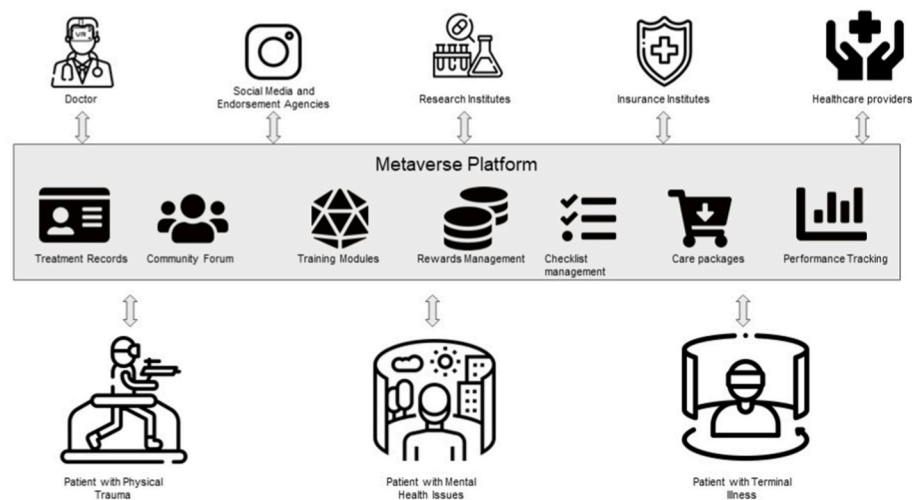 VR
Doctor
Social Media and
Endorsement Agencies
Research Institutes
Insurance Institutes
Healthcare providers
Metaverse Platform
Treatment Records
Community Forum
Training Modules
Rewards Management
Checklist
management
Care packages
Performance Tracking
Patient with Physical
Trauma
Patient with Mental
Health Issues
Patient with Terminal
Illness